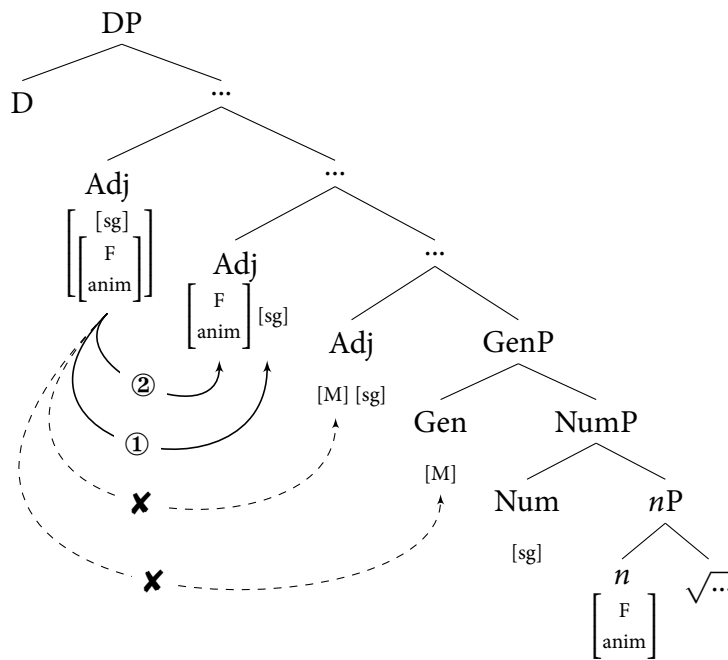 DP
D ...
Adj ...
[sg]
F
anim
Adj ...
F
anim [sg]
Adj GenP
[M] [sg]
Gen NumP
[M]
Num nP
[sg]
n √...
F
anim
②
①
✘
✘